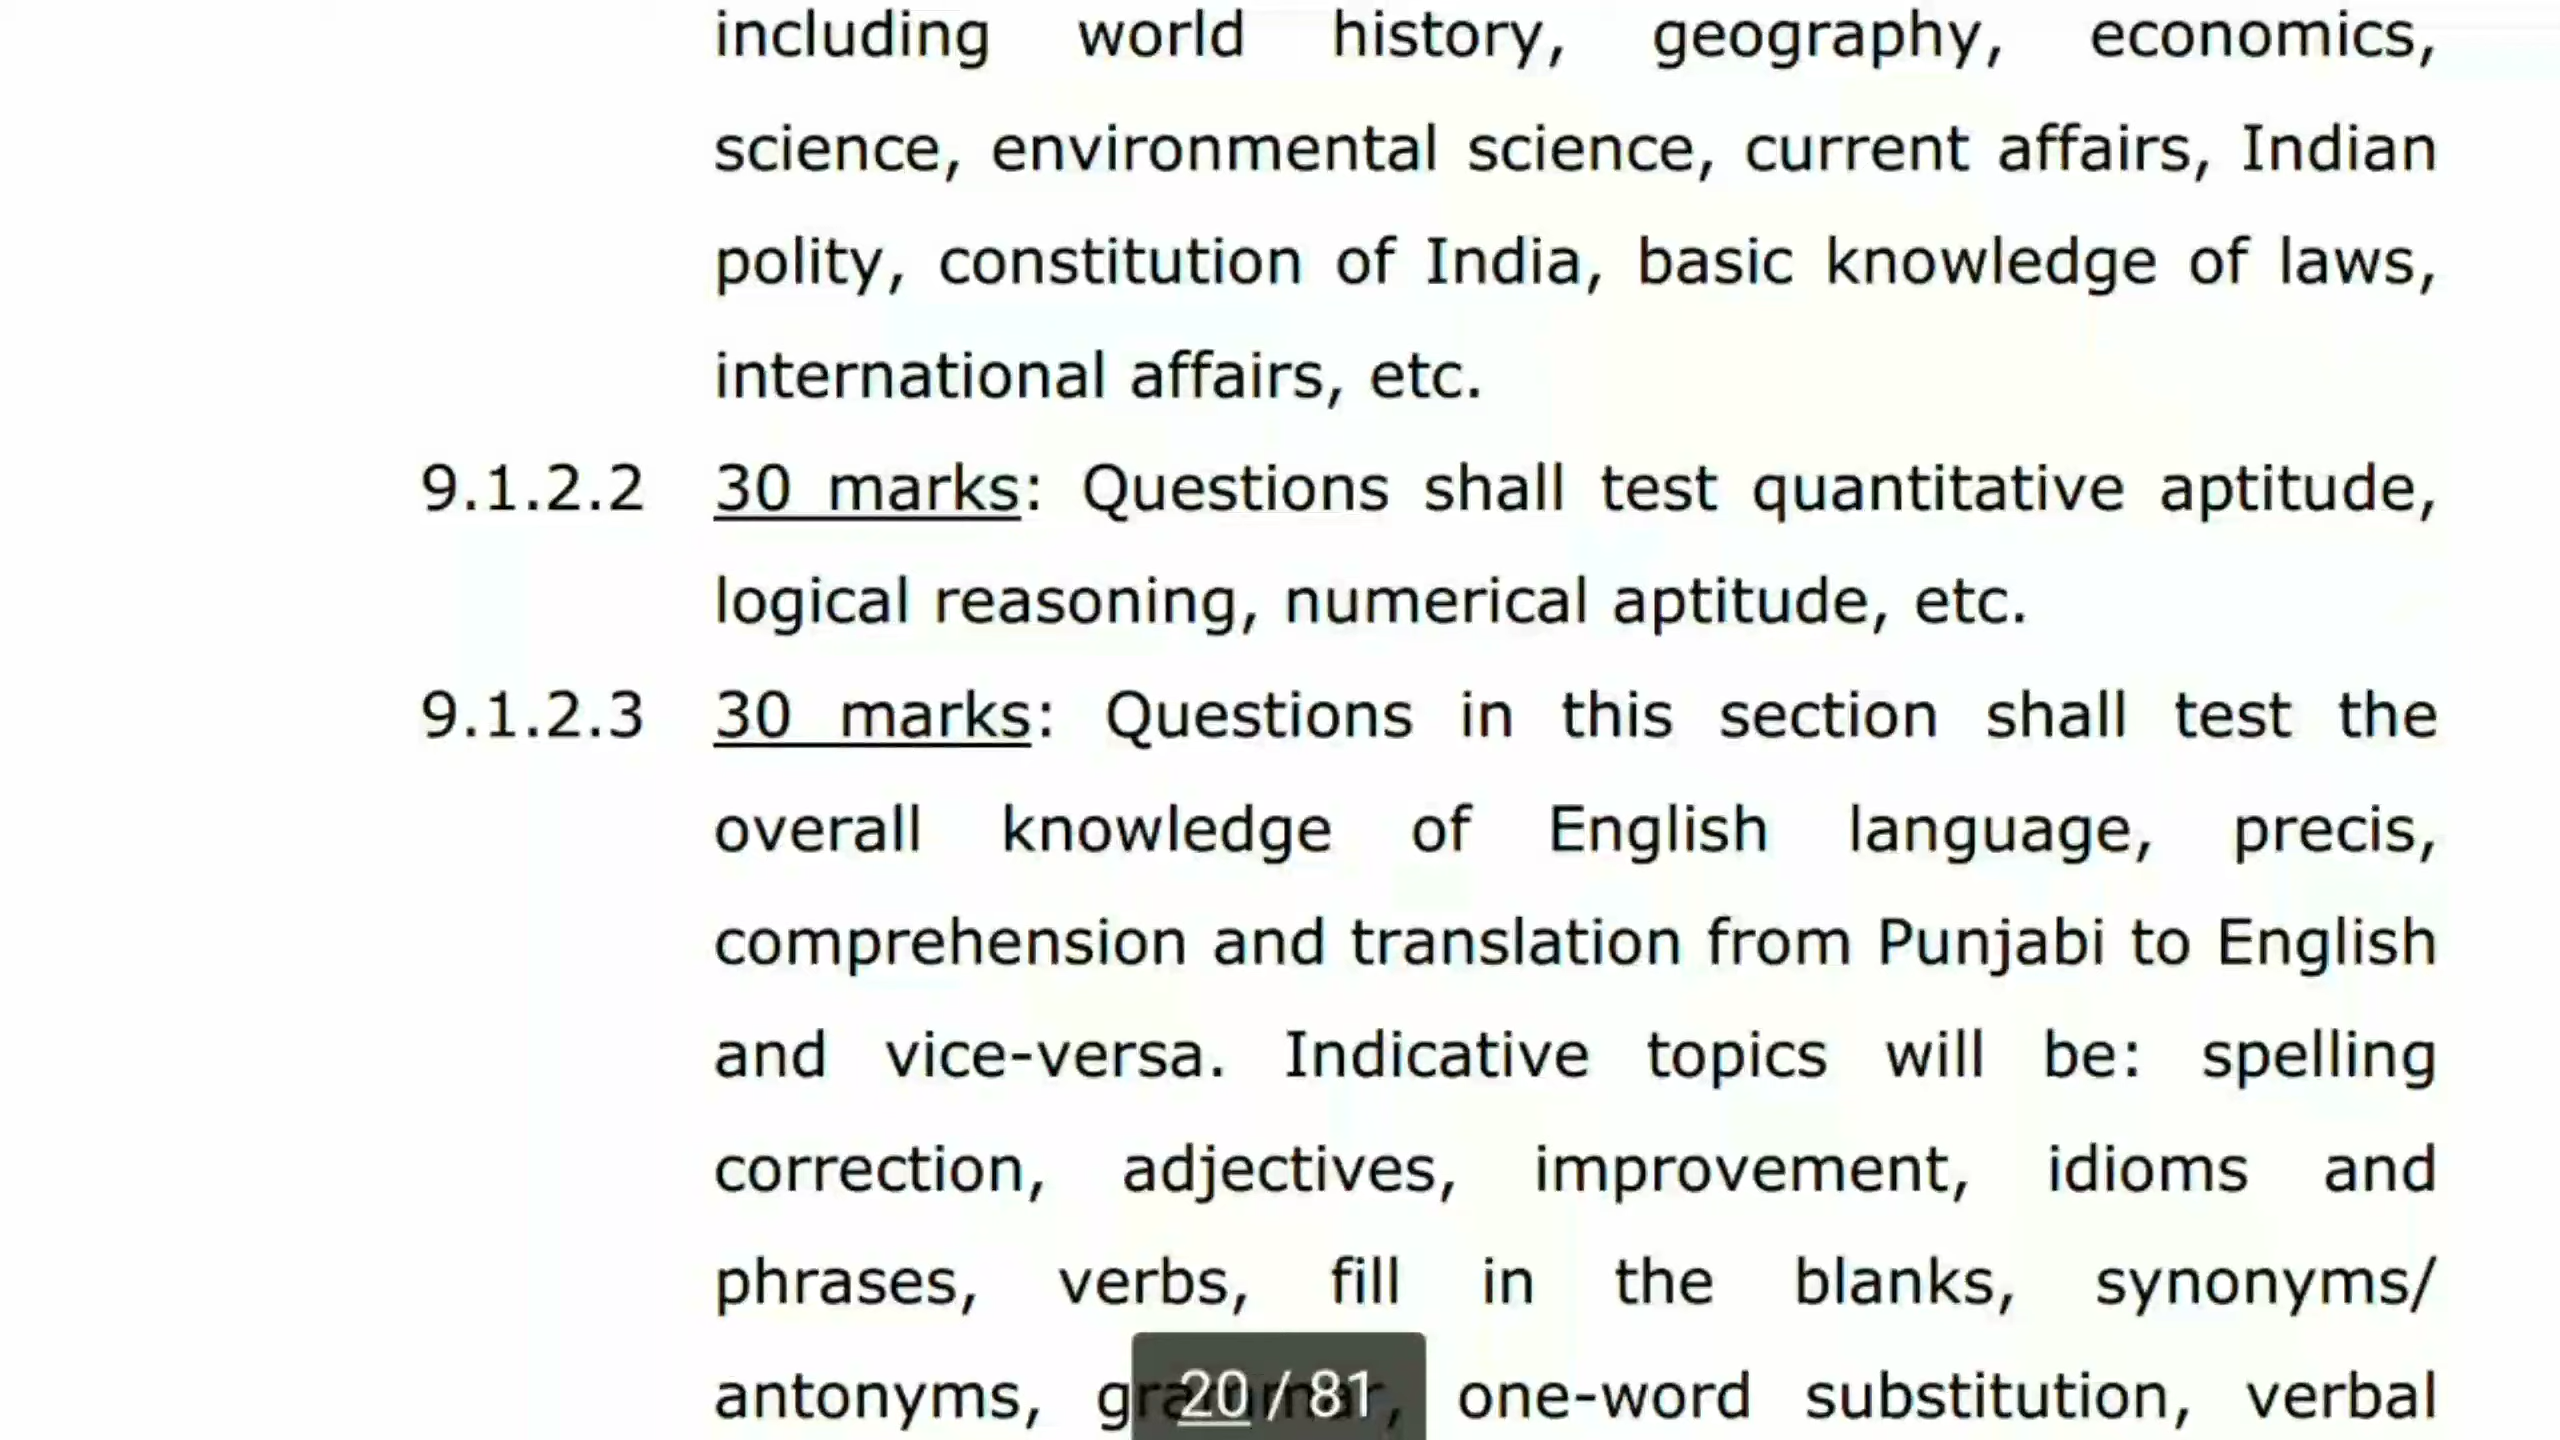 including world history, geography, economics,
science, environmental science, current affairs, Indian
polity, constitution of India, basic knowledge of laws,
international affairs, etc.
9.1.2.2 30 marks: Questions shall test quantitative aptitude,
logical reasoning, numerical aptitude, etc.
9.1.2.3 30 marks: Questions in this section shall test the
overall knowledge of English language, precis,
comprehension and translation from Punjabi to English
and vice-versa. Indicative topics will be: spelling
correction, adjectives, improvement, idioms and
phrases, verbs, fill in the blanks, synonyms/
antonyms, grammar, one-word substitution, verbal
20 / 81